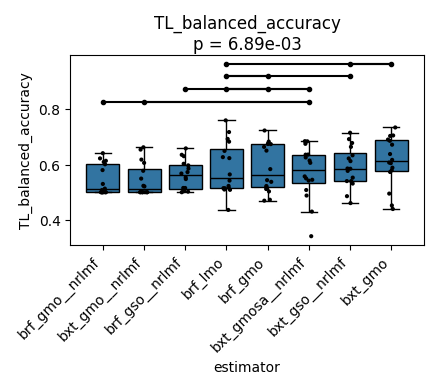 TL_balanced_accuracy
p = 6.89e-03
TL_balanced_accuracy
0.8
0.6
0.4
brf_gmo__nrlmf
bxt_gmo__nrlmf
brf_gso__nrlmf
brf_lmo
brf_gmo
bxt_gmosa__nrlmf
bxt_gso__nrlmf
bxt_gmo
estimator